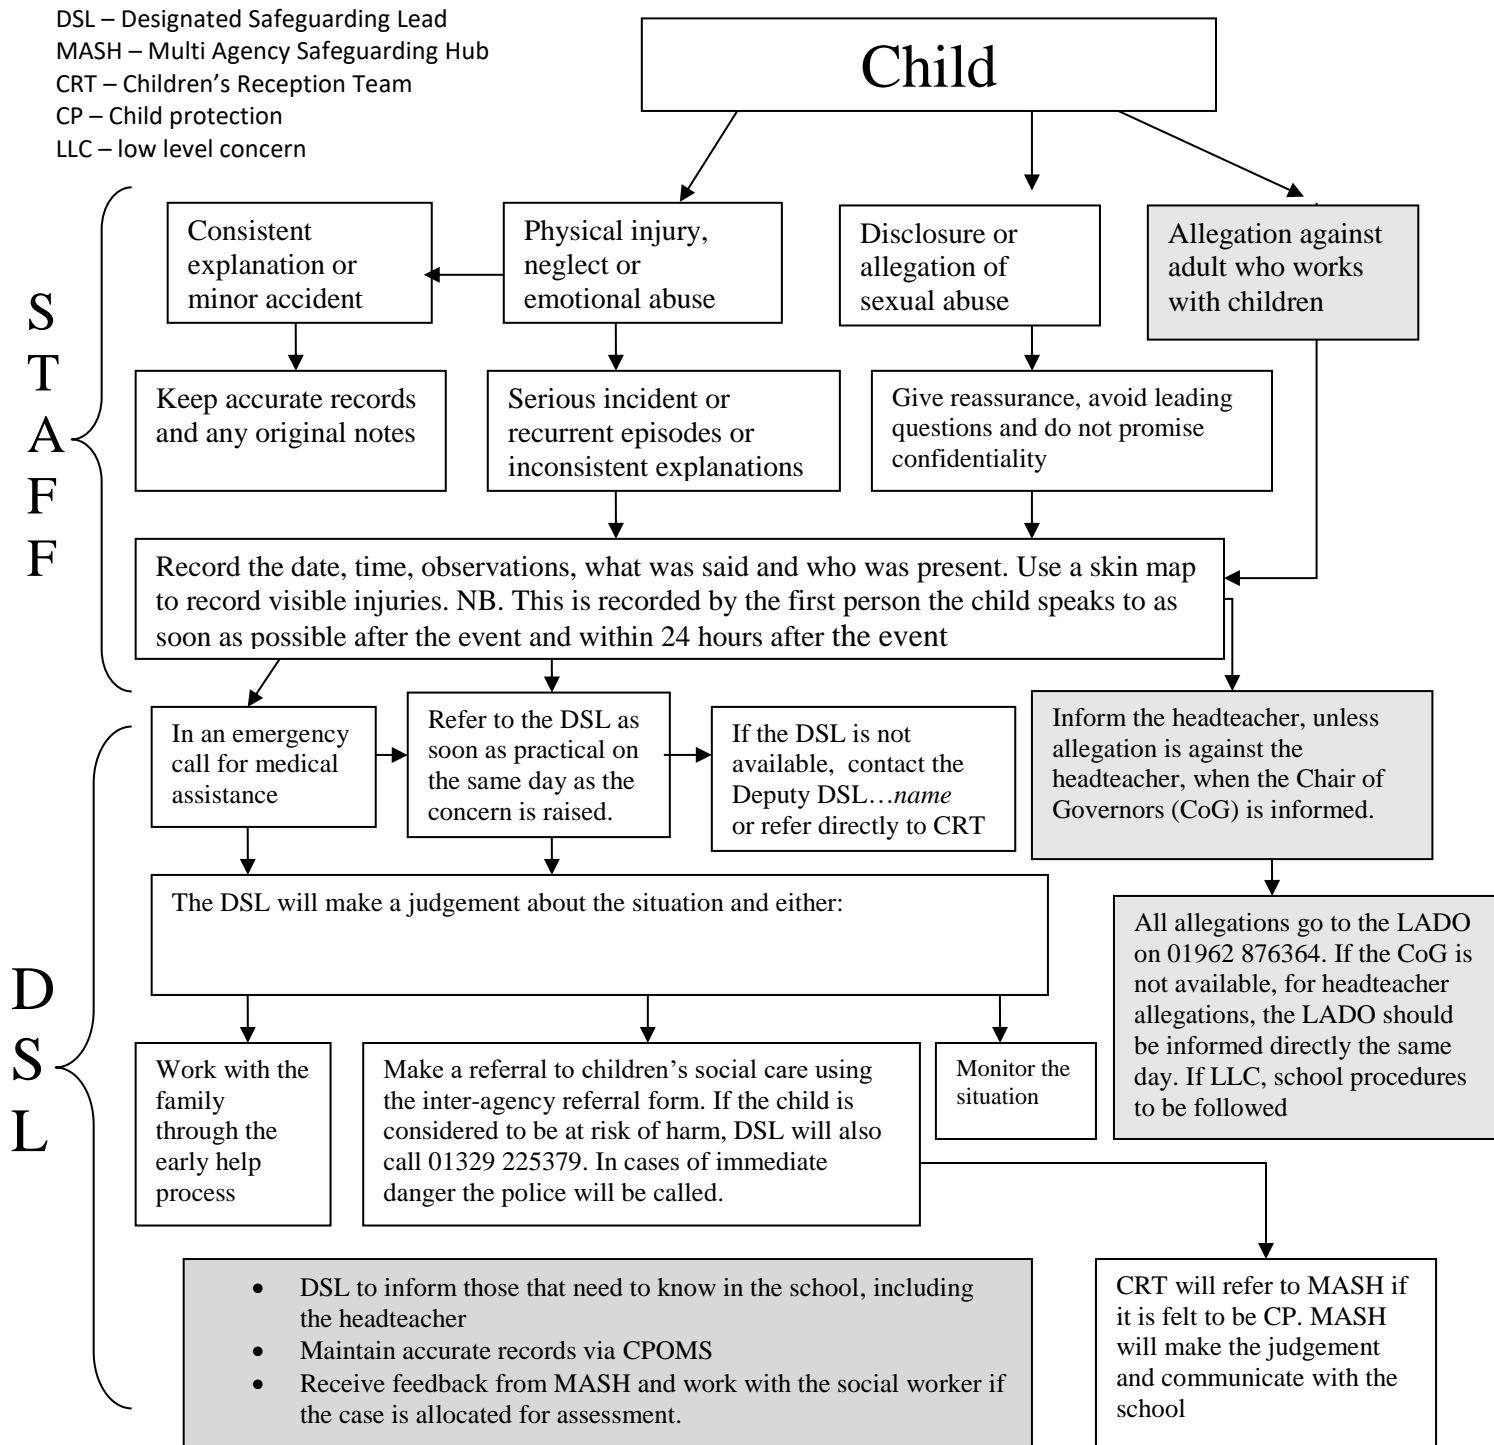 DSL – Designated Safeguarding Lead
MASH – Multi Agency Safeguarding Hub
CRT – Children's Reception Team
CP – Child protection
LLC – low level concern
Child
S
T
A
F
F
Consistent
explanation or
minor accident
Physical injury,
neglect or
emotional abuse
Disclosure or
allegation of
sexual abuse
Allegation against
adult who works
with children
Keep accurate records
and any original notes
Serious incident or
recurrent episodes or
inconsistent explanations
Give reassurance, avoid leading
questions and do not promise
confidentiality
Record the date, time, observations, what was said and who was present. Use a skin map
to record visible injuries. NB. This is recorded by the first person the child speaks to as
soon as possible after the event and within 24 hours after the event
D
S
L
In an emergency
call for medical
assistance
Refer to the DSL as
soon as practical on
the same day as the
concern is raised.
If the DSL is not
available, contact the
Deputy DSL…name
or refer directly to CRT
Inform the headteacher, unless
allegation is against the
headteacher, when the Chair of
Governors (CoG) is informed.
The DSL will make a judgement about the situation and either:
All allegations go to the LADO
on 01962 876364. If the CoG is
not available, for headteacher
allegations, the LADO should
be informed directly the same
day. If LLC, school procedures
to be followed
Work with the
family
through the
early help
process
Make a referral to children's social care using
the inter-agency referral form. If the child is
considered to be at risk of harm, DSL will also
call 01329 225379. In cases of immediate
danger the police will be called.
Monitor the
situation
• DSL to inform those that need to know in the school, including
the headteacher
• Maintain accurate records via CPOMS
• Receive feedback from MASH and work with the social worker if
the case is allocated for assessment.
CRT will refer to MASH if
it is felt to be CP. MASH
will make the judgement
and communicate with the
school